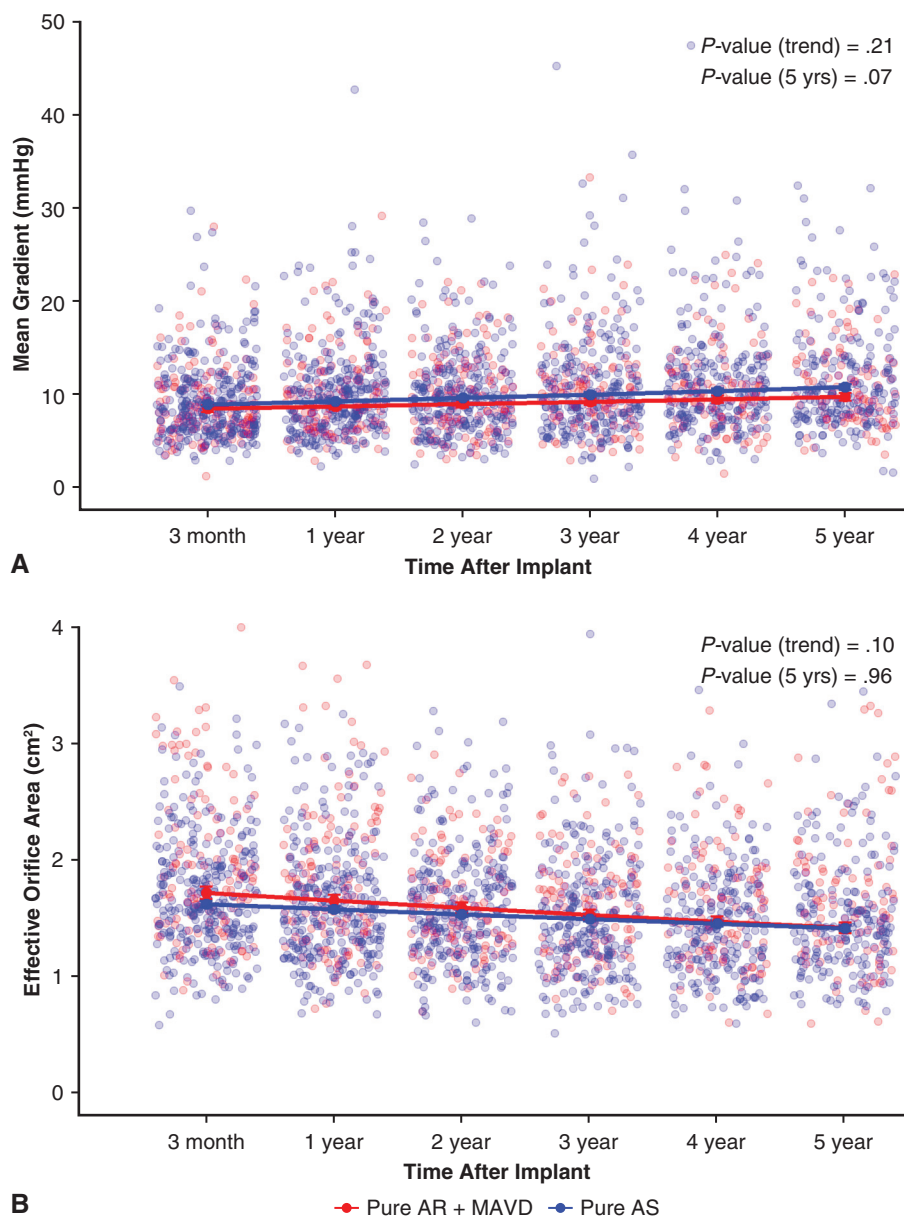 50
40
30
20
10
0
Mean Gradient (mmHg)
P-value (trend) = .21
P-value (5 yrs) = .07
3 month 1 year 2 year 3 year 4 year 5 year
Time After Implant
A
4
3
2
1
0
Effective Orifice Area (cm²)
P-value (trend) = .10
P-value (5 yrs) = .96
3 month 1 year 2 year 3 year 4 year 5 year
Time After Implant
B
Pure AR + MAVD Pure AS